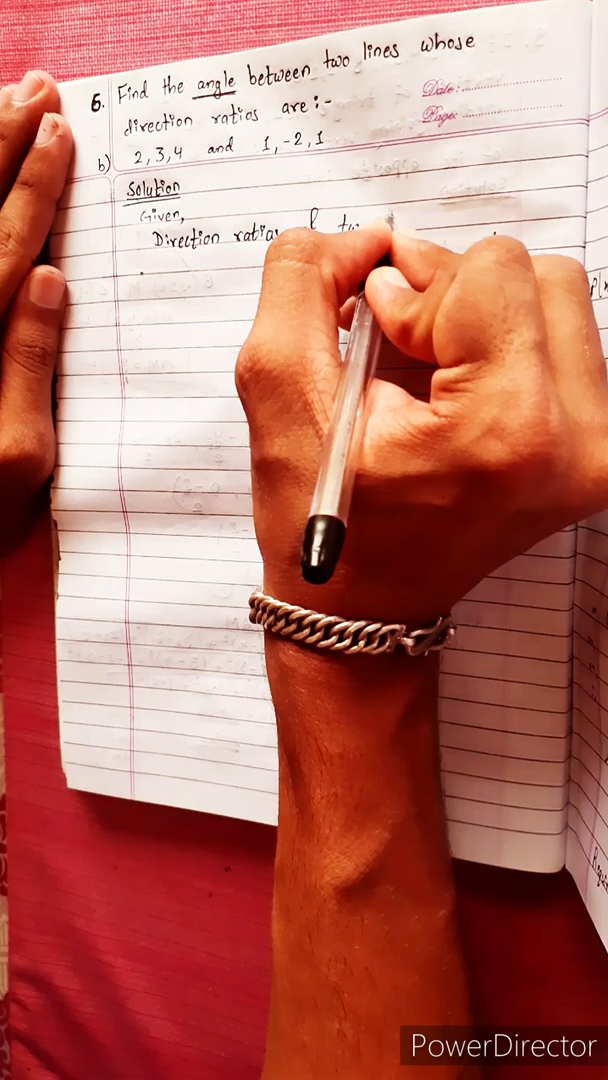 6. Find the angle between two lines whose
direction ratios are :-
Date:
Page:
b) 2, 3, 4 and 1, -2, 1
Solution
Given,
Direction
PowerDirector